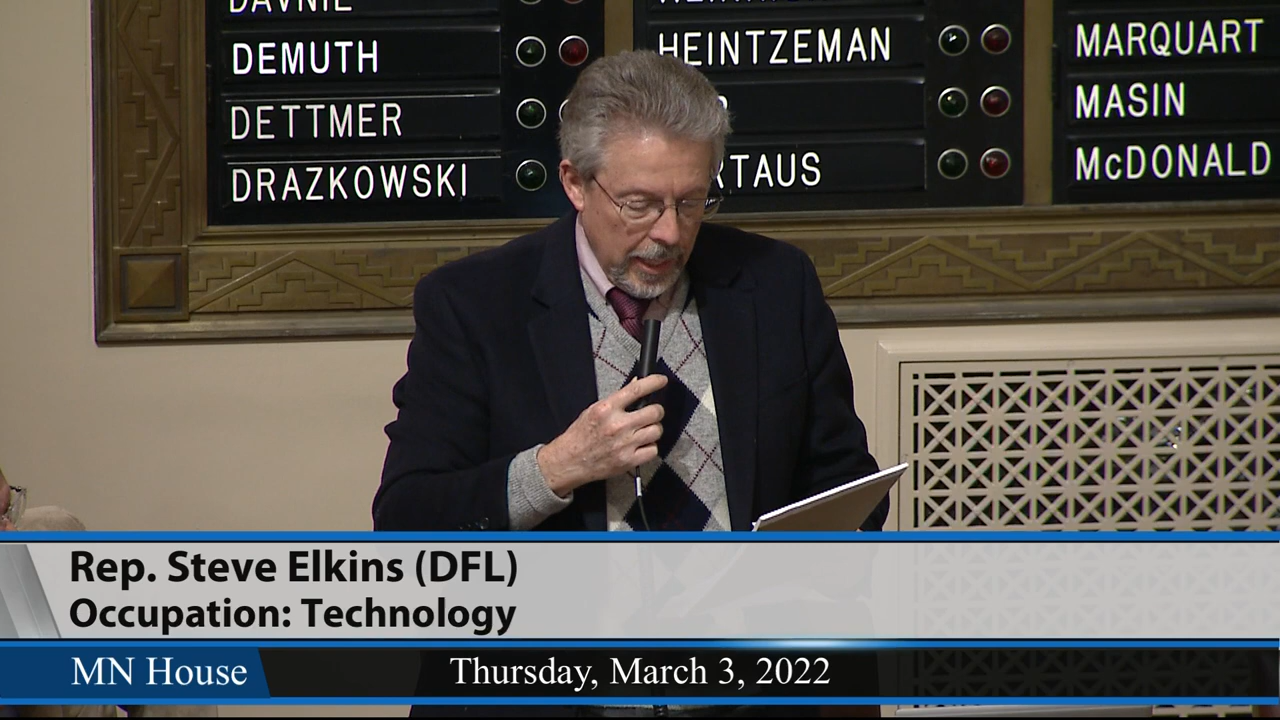 DEMUTH
DETTMER
DRAZKOWSKI
HEINTZEMAN
RTAUS
MARQUART
MASIN
McDONALD
Rep. Steve Elkins (DFL)
Occupation: Technology
MN House
Thursday, March 3, 2022